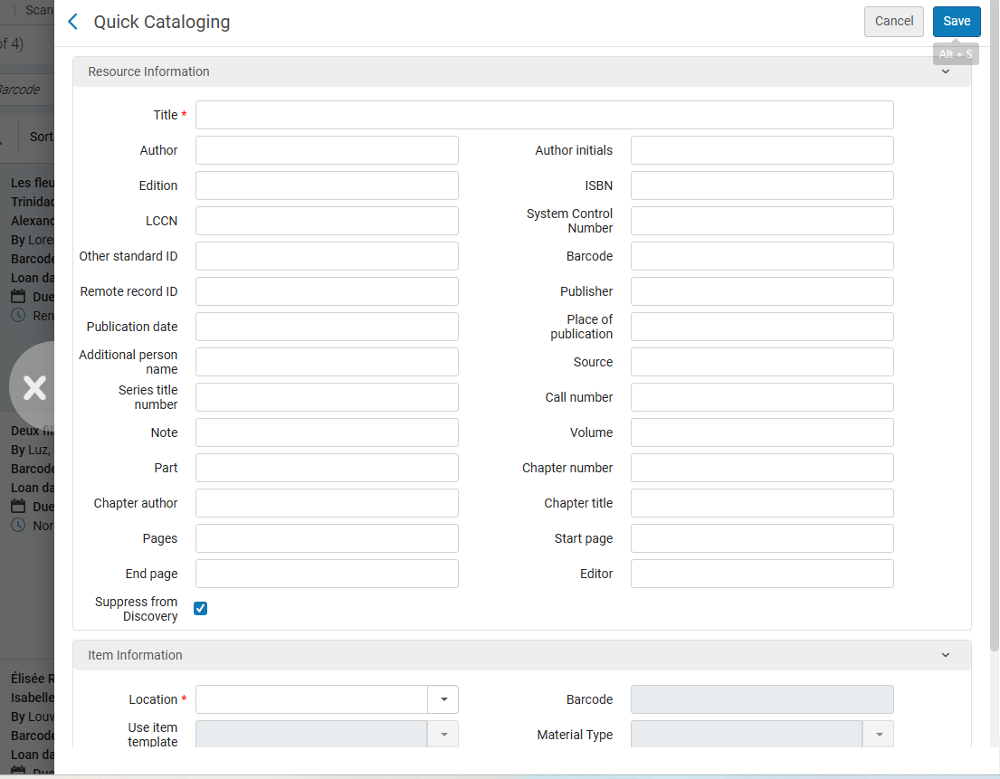 Scan
Quick Cataloging
Cancel
Save
Alt + S
of 4)
Barcode
Sort
Resource Information
Title *
Author
Author initials
Edition
ISBN
LCCN
System Control
Number
Other standard ID
Barcode
Remote record ID
Publisher
Publication date
Place of
publication
Additional person
name
Source
Series title
number
Call number
Note
Volume
Part
Chapter number
Chapter author
Chapter title
Pages
Start page
End page
Editor
Suppress from
Discovery
Item Information
Location *
Barcode
Use item
template
Material Type
Les fleu
Trinidad
Alexand
By Lore
Barcode
Loan da
Due
Ren
Deux fil
By Luz,
Barcode
Loan da
Due
Nor
Élisée R
Isabelle
By Louv
Barcode
Loan da
Due